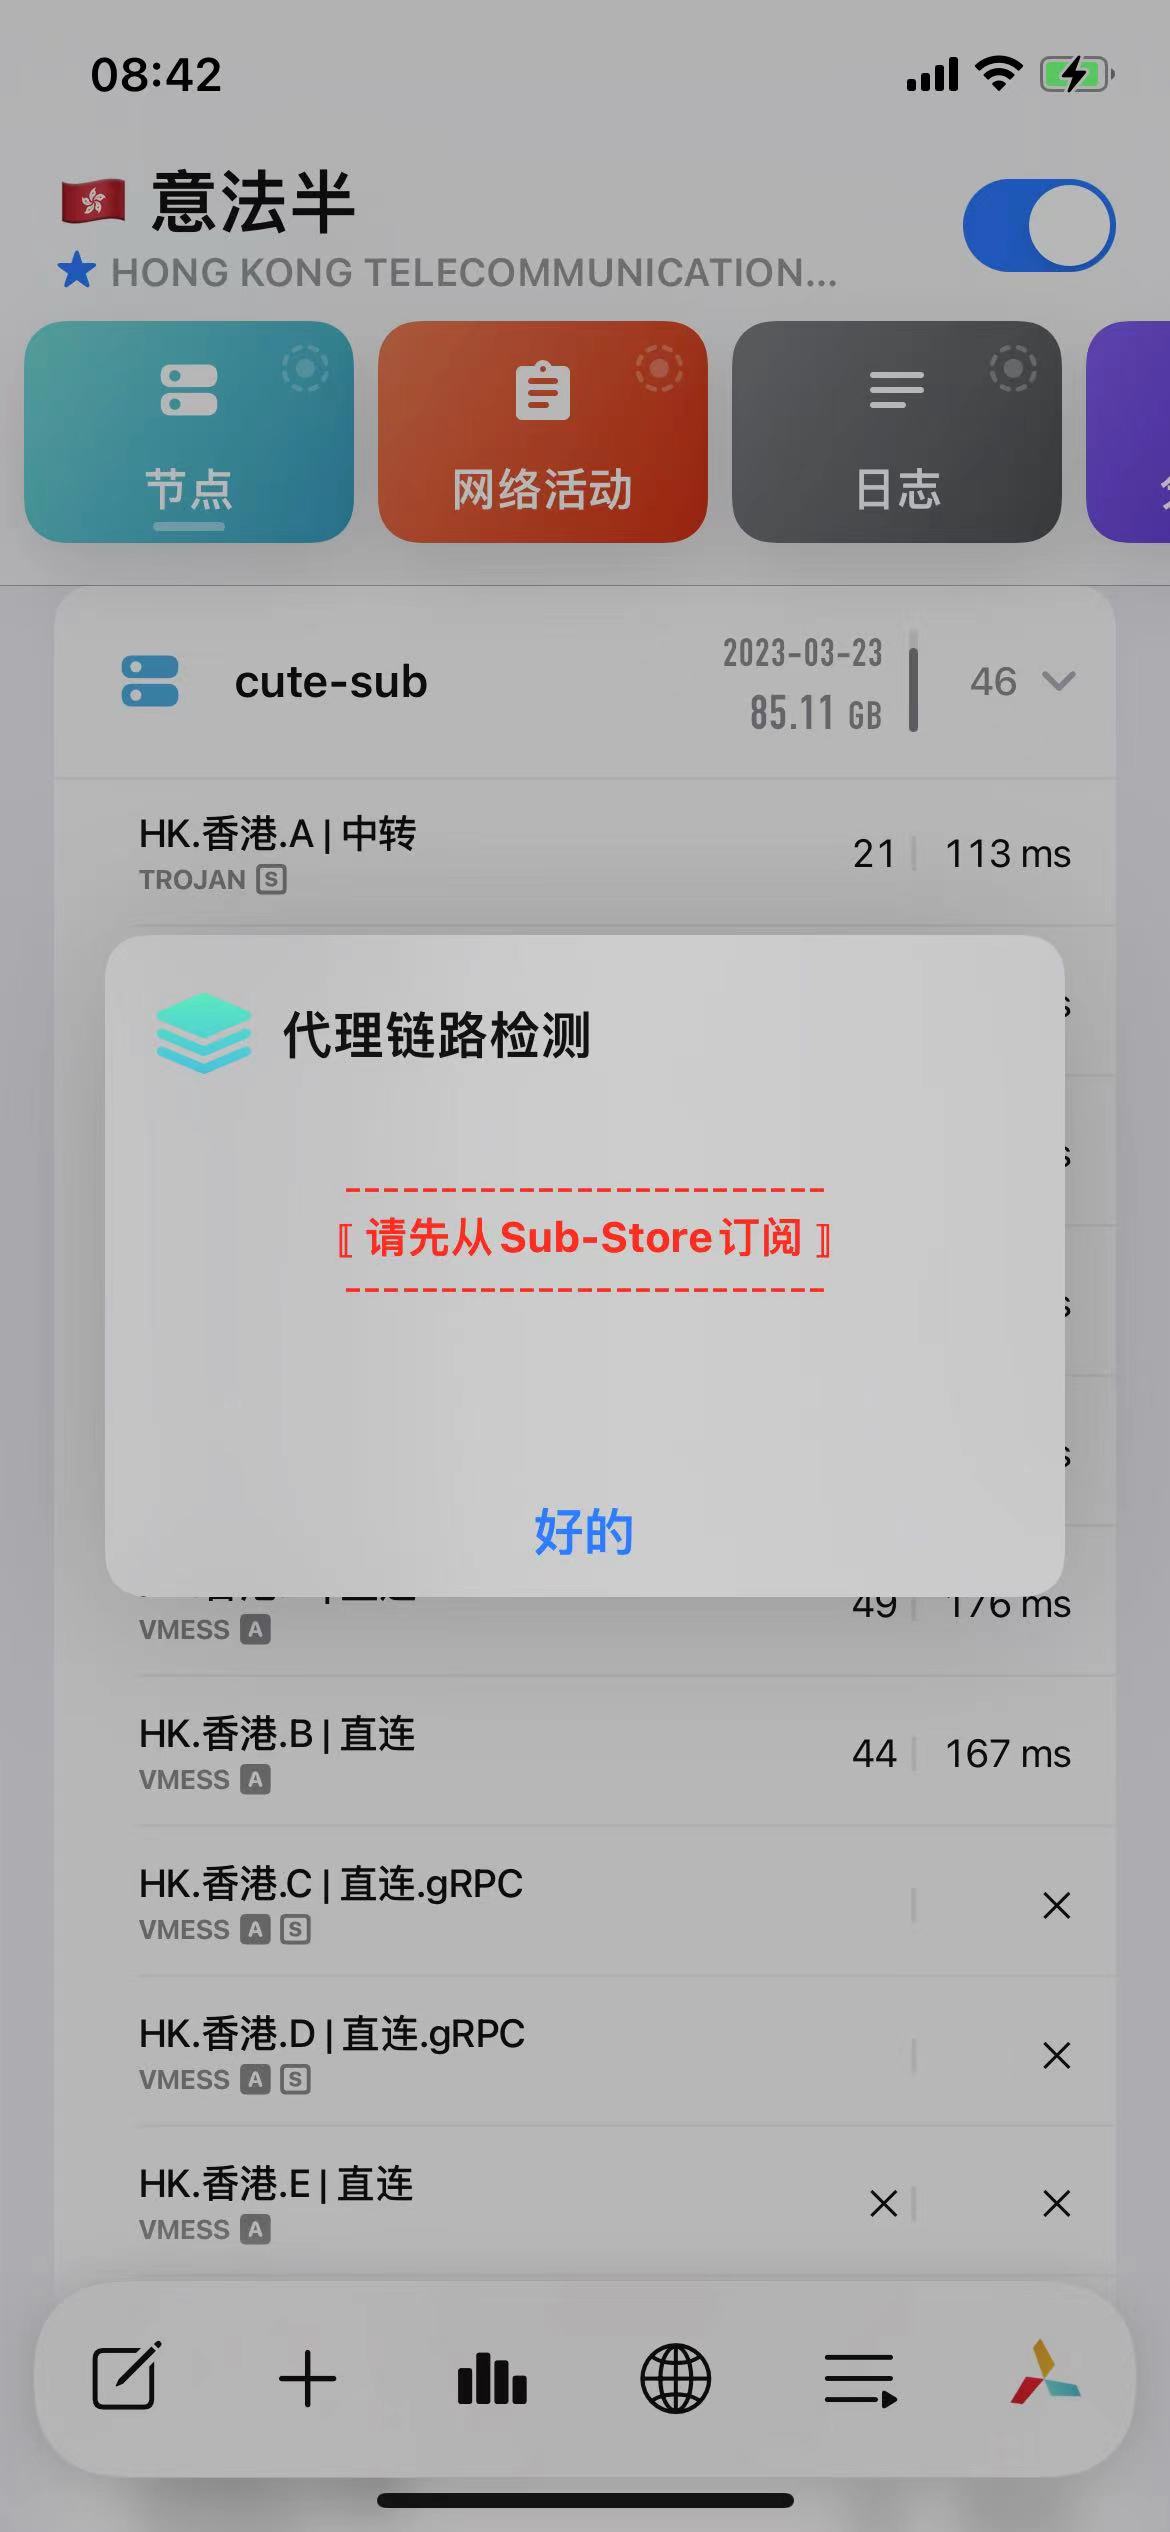 08:42
意法半
HONG KONG TELECOMMUNICATION...
节点
网络活动
日志
cute-sub
2023-03-23
85.11 GB
46
HK.香港.A | 中转
21
113 ms
TROJAN S
代理链路检测
〖 请先从Sub-Store订阅 〗
好的
49
176 ms
VMESS A
HK.香港.B | 直连
44
167 ms
VMESS A
HK.香港.C | 直连.gRPC
VMESS A S
HK.香港.D | 直连.gRPC
VMESS A S
HK.香港.E | 直连
VMESS A